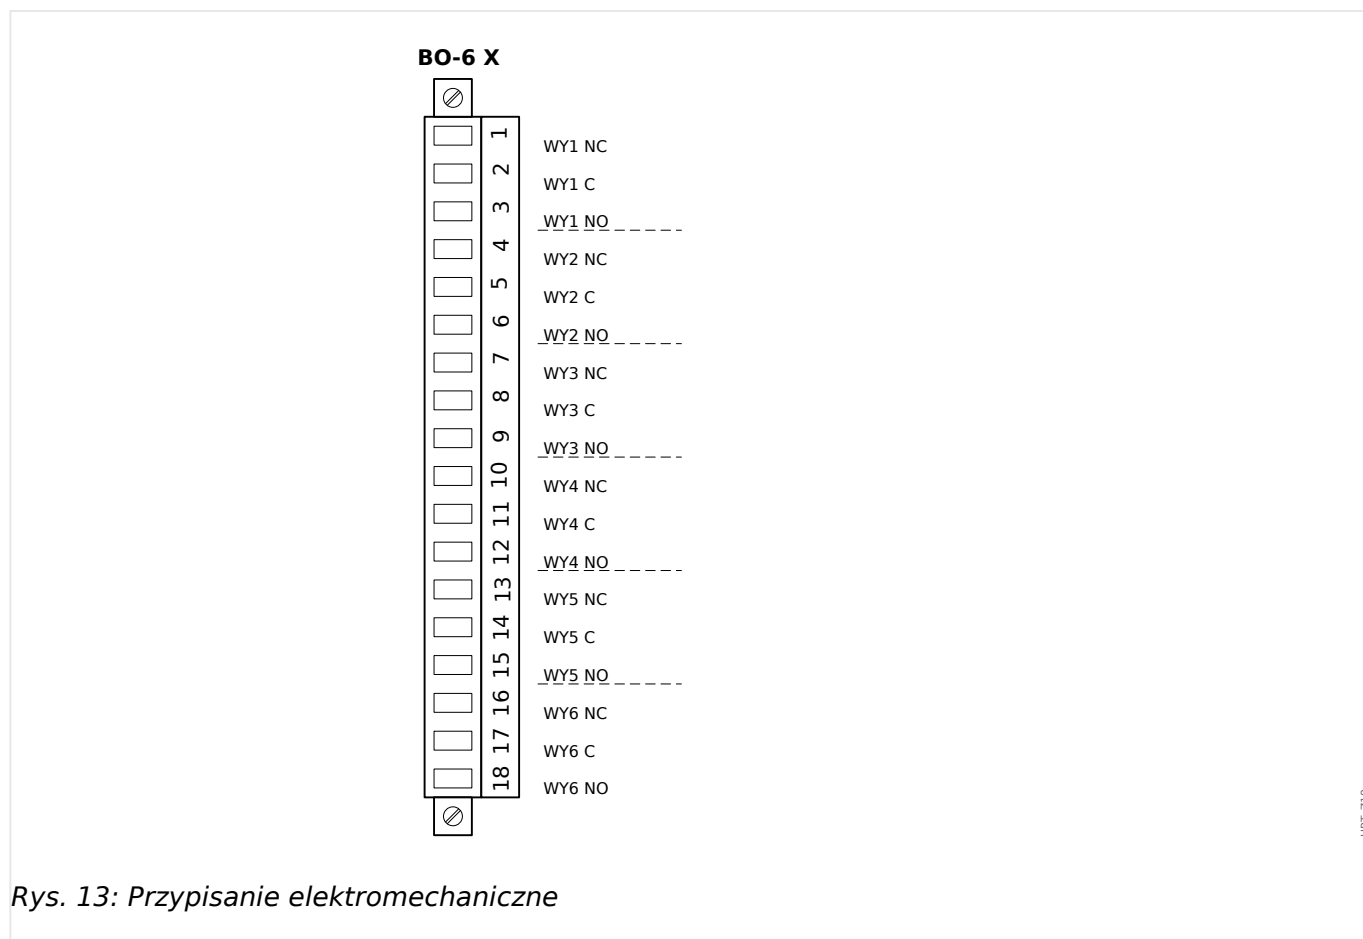 BO-6 X
1 WY1 NC
2 WY1 C
3 WY1 NO
4 WY2 NC
5 WY2 C
6 WY2 NO
7 WY3 NC
8 WY3 C
9 WY3 NO
10 WY4 NC
11 WY4 C
12 WY4 NO
13 WY5 NC
14 WY5 C
15 WY5 NO
16 WY6 NC
17 WY6 C
18 WY6 NO
Rys. 13: Przypisanie elektromechaniczne